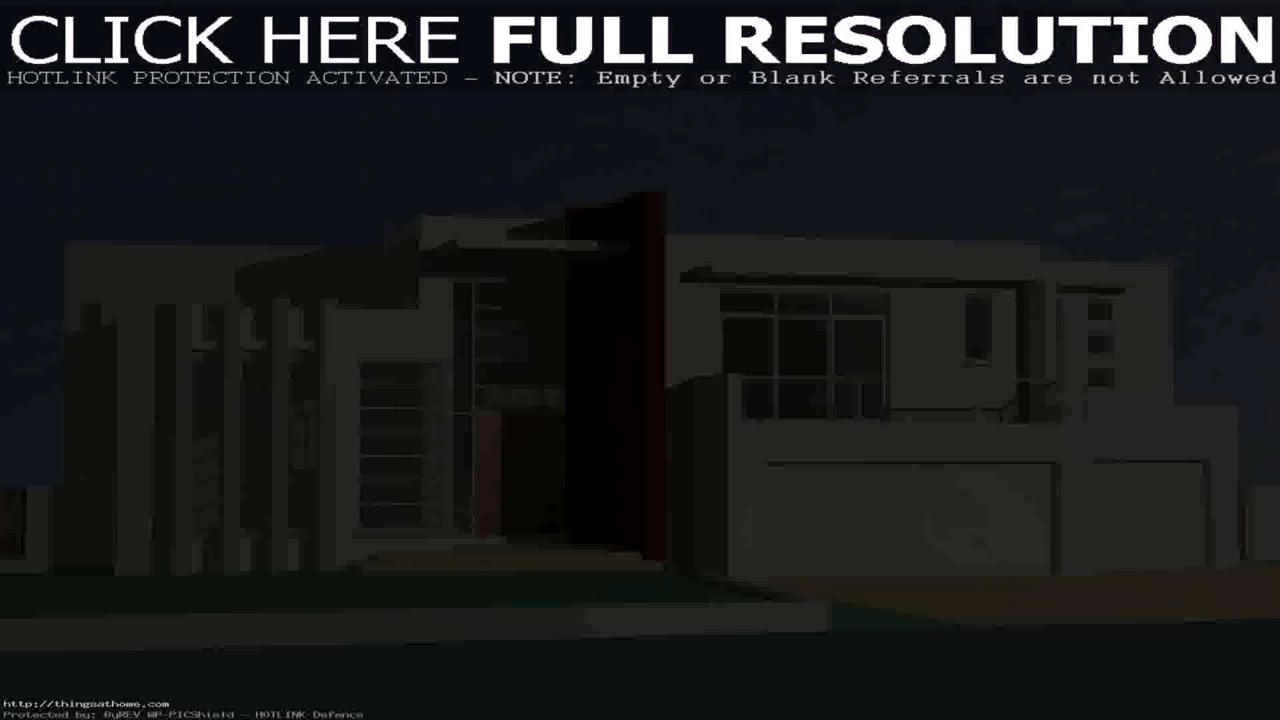 CLICK HERE FULL RESOLUTION
HOTLINK PROTECTION ACTIVATED – NOTE: Empty or Blank Referrals are not Allowed
http://thingsathome.com
Protected by: ByREV WP-PICShield – HOTLINK Defence